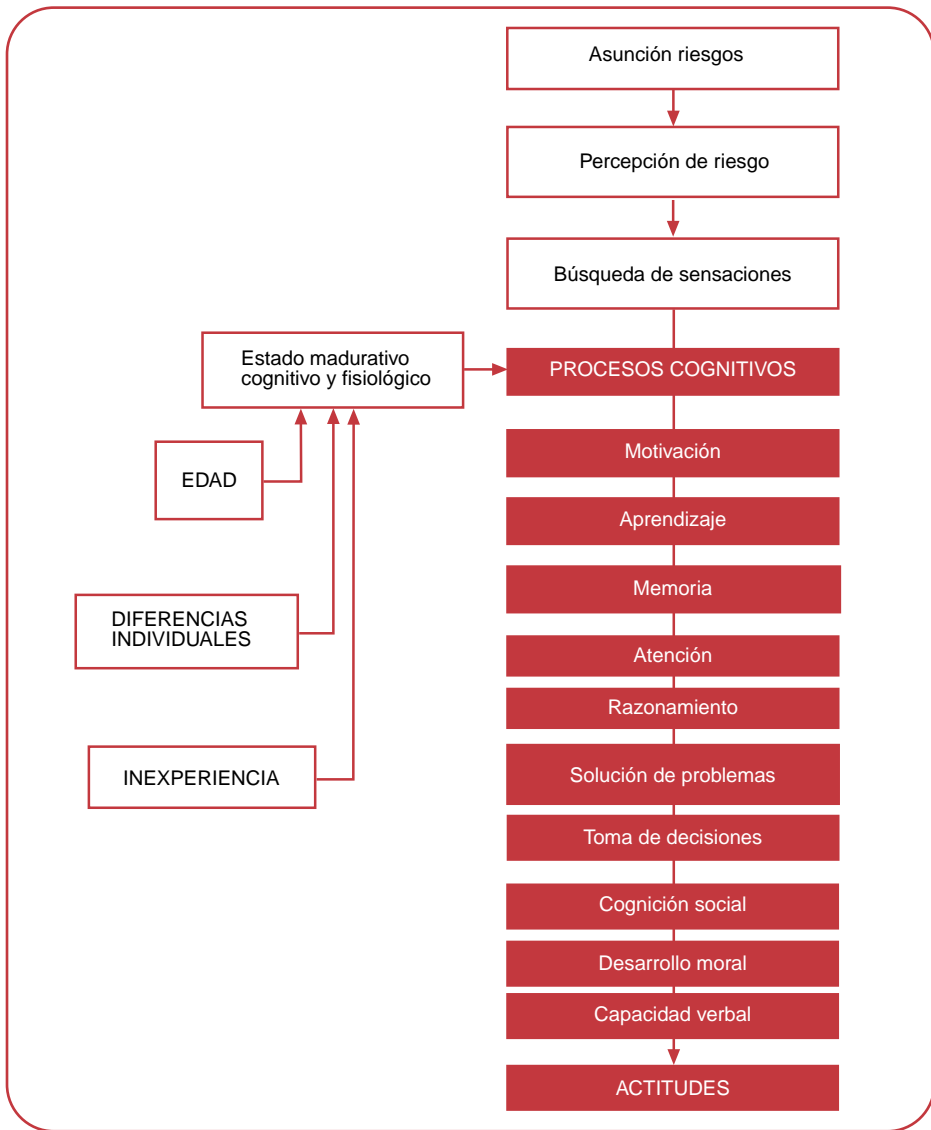 Asunción riesgos
Percepción de riesgo
Búsqueda de sensaciones
Estado madurativo
cognitivo y fisiológico
PROCESOS COGNITIVOS
EDAD
DIFERENCIAS
INDIVIDUALES
INEXPERIENCIA
Motivación
Aprendizaje
Memoria
Atención
Razonamiento
Solución de problemas
Toma de decisiones
Cognición social
Desarrollo moral
Capacidad verbal
ACTITUDES